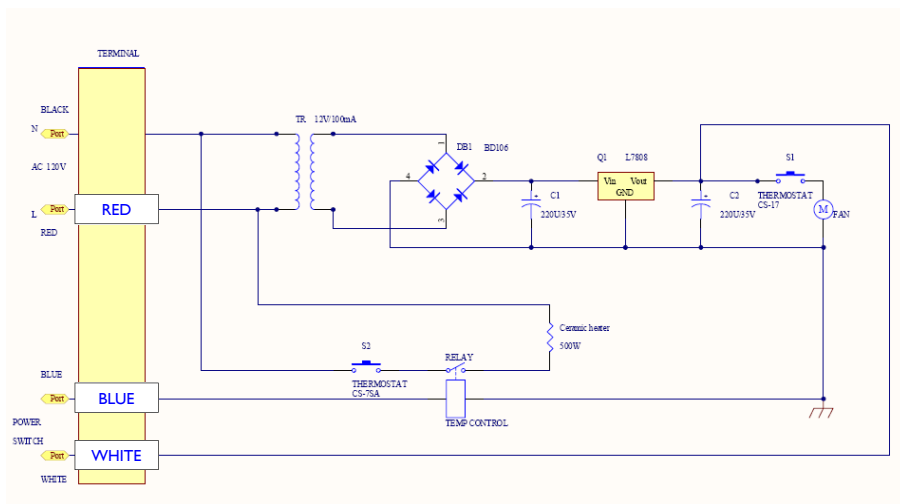 TERMINAL
BLACK
N
Port
AC 120V
L
Port
RED
RED
TR 12V/100mA
DB1 BD106
1
4
2
3
C1
220U/35V
Q1 L7808
Vin Vout
GND
C2
220U/35V
S1
THERMOSTAT
CS-17
M
FAN
Ceramic heater
500W
S2
THERMOSTAT
CS-7SA
RELAY
TEMP CONTROL
BLUE
Port
BLUE
POWER
SWITCH
Port
WHITE
WHITE